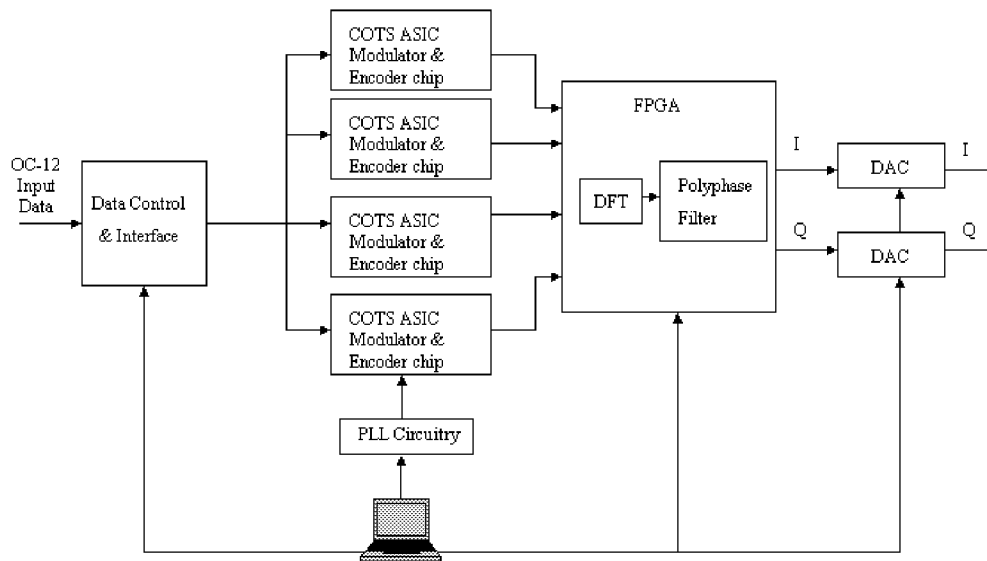 OC-12
Input
Data
Data Control
& Interface
COTS ASIC
Modulator &
Encoder chip
COTS ASIC
Modulator &
Encoder chip
COTS ASIC
Modulator &
Encoder chip
COTS ASIC
Modulator &
Encoder chip
PLL Circuitry
FPGA
DFT
Polyphase
Filter
I
Q
DAC
DAC
I
Q